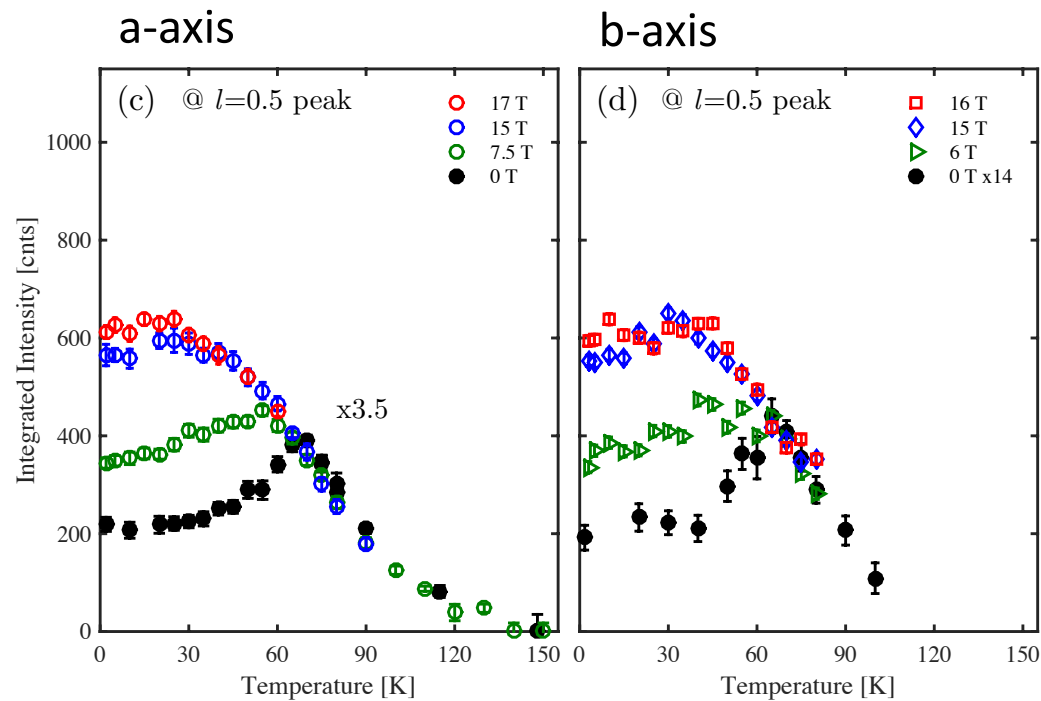 a-axis
b-axis
(c) @ l=0.5 peak
17 T
15 T
7.5 T
0 T
x3.5
Integrated Intensity [cnts]
1000
800
600
400
200
0
0 30 60 90 120 150
Temperature [K]
(d) @ l=0.5 peak
16 T
15 T
6 T
0 T x14
0 30 60 90 120 150
Temperature [K]